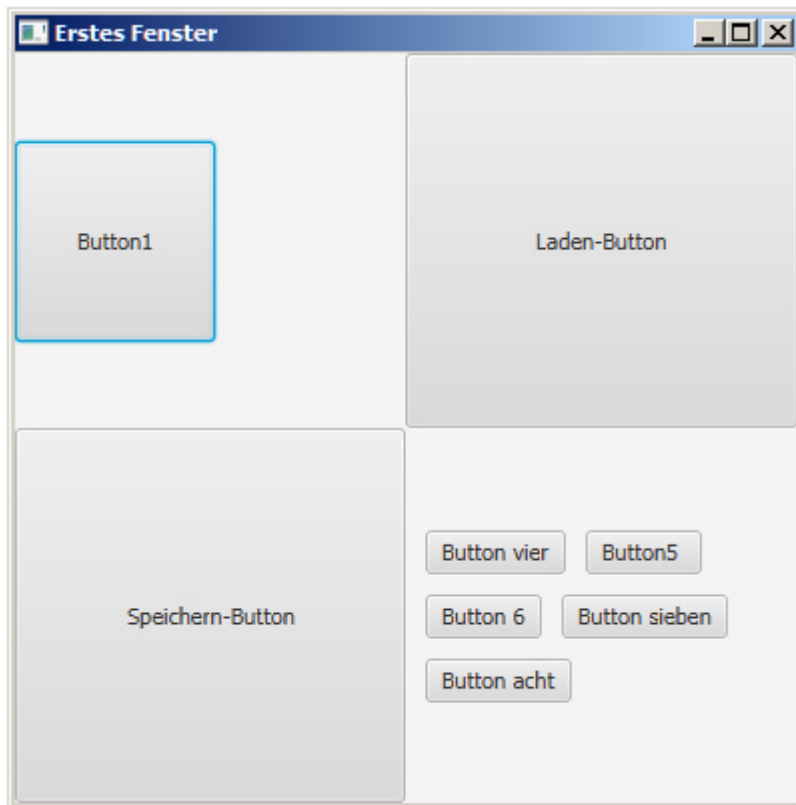 Erstes Fenster
Button1
Laden-Button
Speichern-Button
Button vier
Button5
Button 6
Button sieben
Button acht